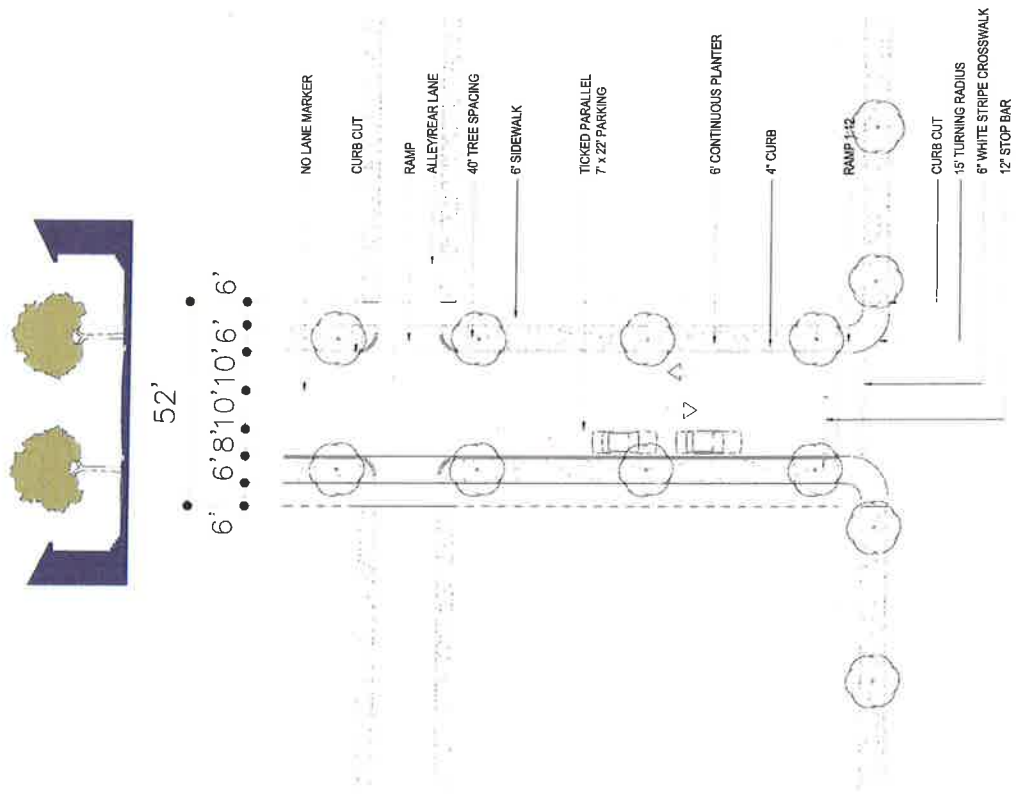 52'
6' 6' 8' 10' 10' 6' 6'
NO LANE MARKER
CURB CUT
RAMP
ALLEY/REAR LANE
40' TREE SPACING
6' SIDEWALK
TICKED PARALLEL
7' x 22' PARKING
6' CONTINUOUS PLANTER
4" CURB
RAMP 1:12
CURB CUT
15' TURNING RADIUS
6" WHITE STRIPE CROSSWALK
12" STOP BAR